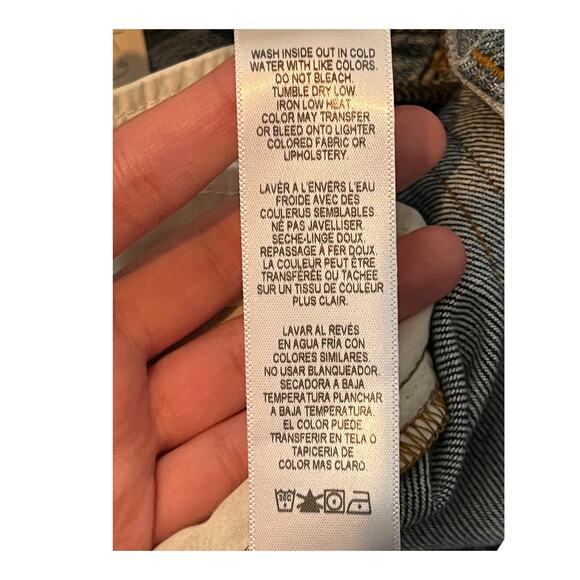 WASH INSIDE OUT IN COLD
WATER WITH LIKE COLORS.
DO NOT BLEACH.
TUMBLE DRY LOW
IRON LOW HEAT.
COLOR MAY TRANSFER
OR BLEED ONTO LIGHTER
COLORED FABRIC OR
UPHOLSTERY.
LAVER A L'ENVERS L'EAU
FROIDE AVEC DES
COULERUS SEMBLABLES.
NÉ PAS JAVELLISER.
SECHE-LINGE DOUX.
REPASSAGE À FER DOUX.
LA COULEUR PEUT ÊTRE
TRANSFÉRÉE OU TACHÉE
SUR UN TISSU DE COULEUR
PLUS CLAIR.
LAVAR AL REVÉS
EN AGUA FRÍA CON
COLORES SIMILARES.
NO USAR BLANQUEADOR.
SECADORA A BAJA
TEMPERATURA PLANCHAR
A BAJA TEMPERATURA.
EL COLOR PUEDE
TRANSFERIR EN TELA O
TAPICERIA DE
COLOR MAS CLARO.